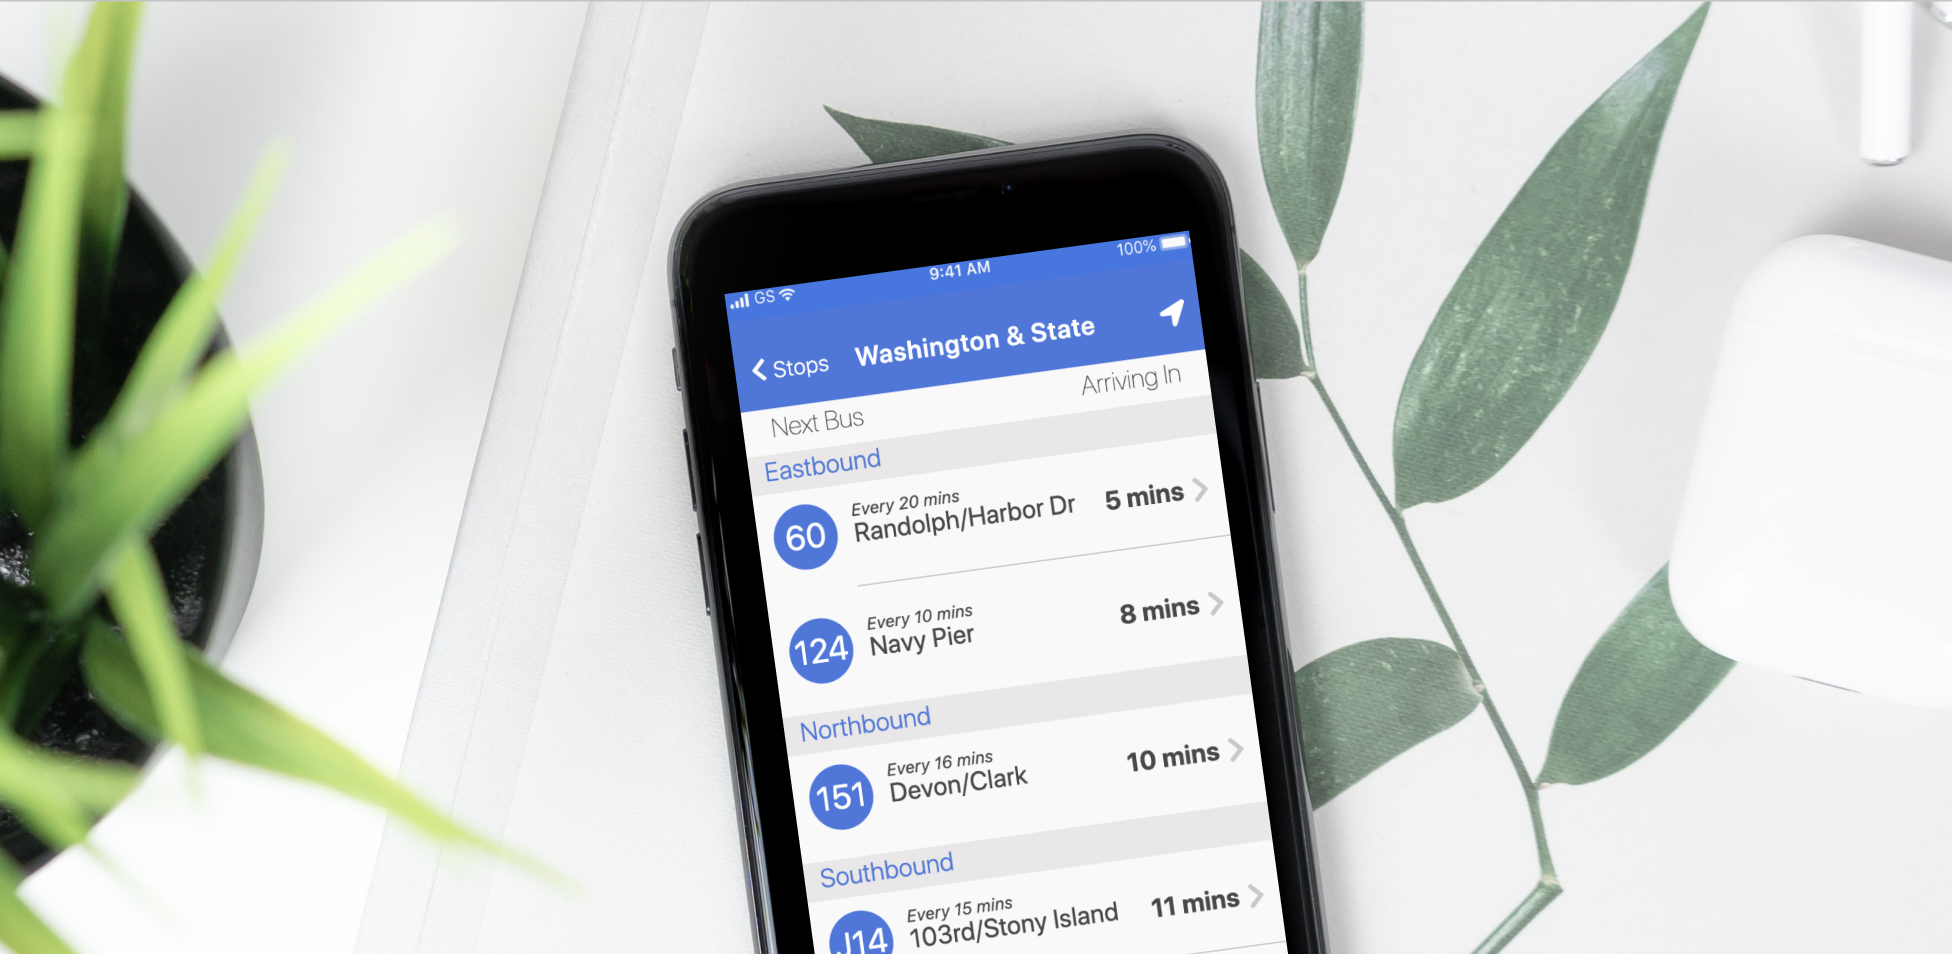 GS 9:41 AM 100%
Stops Washington & State
Next Bus Arriving In
Eastbound
60 Every 20 mins
Randolph/Harbor Dr 5 mins
124 Every 10 mins
Navy Pier 8 mins
Northbound
151 Every 16 mins
Devon/Clark 10 mins
Southbound
J14 Every 15 mins
103rd/Stony Island 11 mins